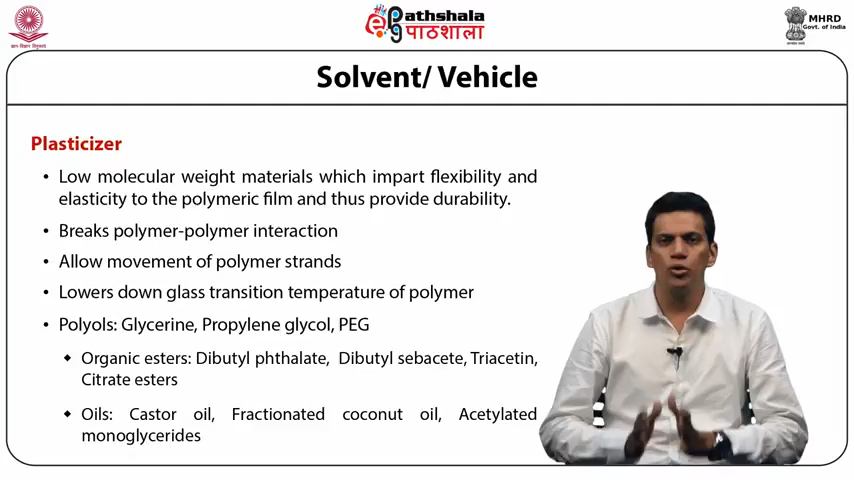 Pathshala
पाठशाला
MHRD
Govt. of India
Solvent/ Vehicle
Plasticizer
• Low molecular weight materials which impart flexibility and
elasticity to the polymeric film and thus provide durability.
• Breaks polymer-polymer interaction
• Allow movement of polymer strands
• Lowers down glass transition temperature of polymer
• Polyols: Glycerine, Propylene glycol, PEG
◆ Organic esters: Dibutyl phthalate, Dibutyl sebacete, Triacetin,
Citrate esters
◆ Oils: Castor oil, Fractionated coconut oil, Acetylated
monoglycerides